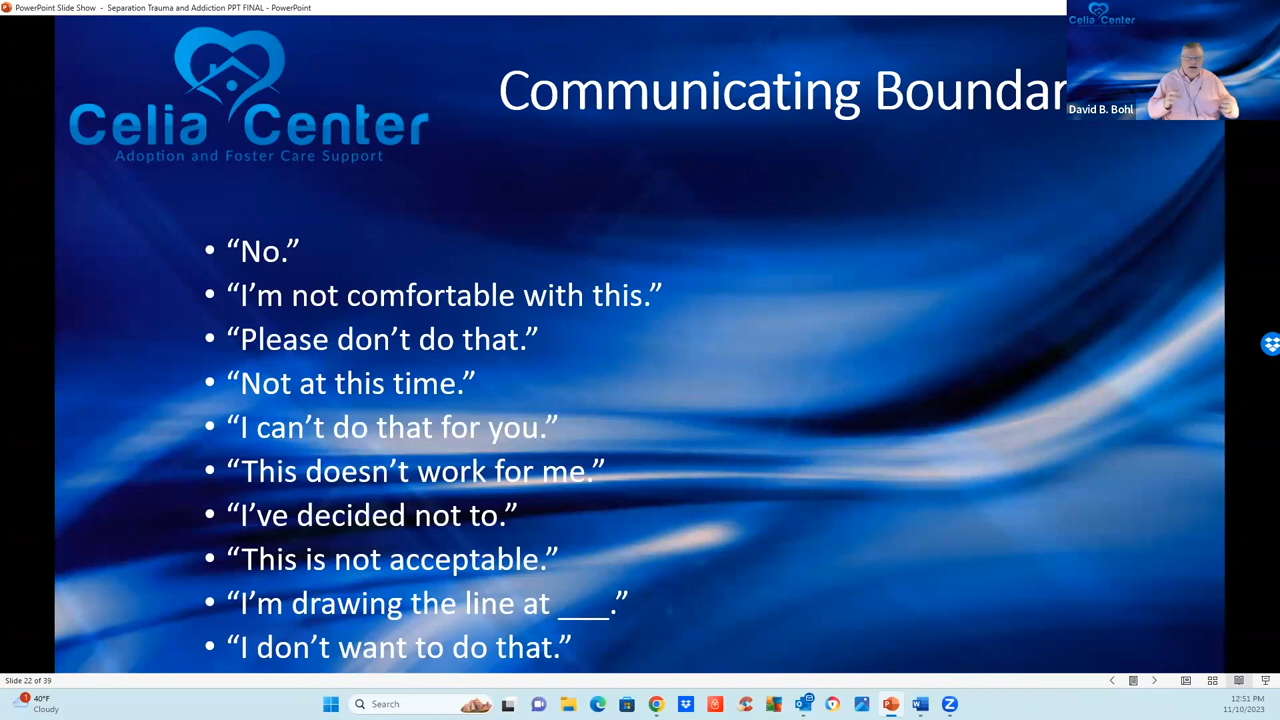 PowerPoint Slide Show - Separation Trauma and Addiction PPT FINAL - PowerPoint
Celia Center
Adoption and Foster Care Support
Communicating Boundar
Celia Center
David B. Bohl
• “No.”
• “I’m not comfortable with this.”
• “Please don’t do that.”
• “Not at this time.”
• “I can’t do that for you.”
• “This doesn’t work for me.”
• “I’ve decided not to.”
• “This is not acceptable.”
• “I’m drawing the line at ____.”
• “I don’t want to do that.”
Slide 22 of 39
1
40°F
Cloudy
Search
12:51 PM
11/10/2023